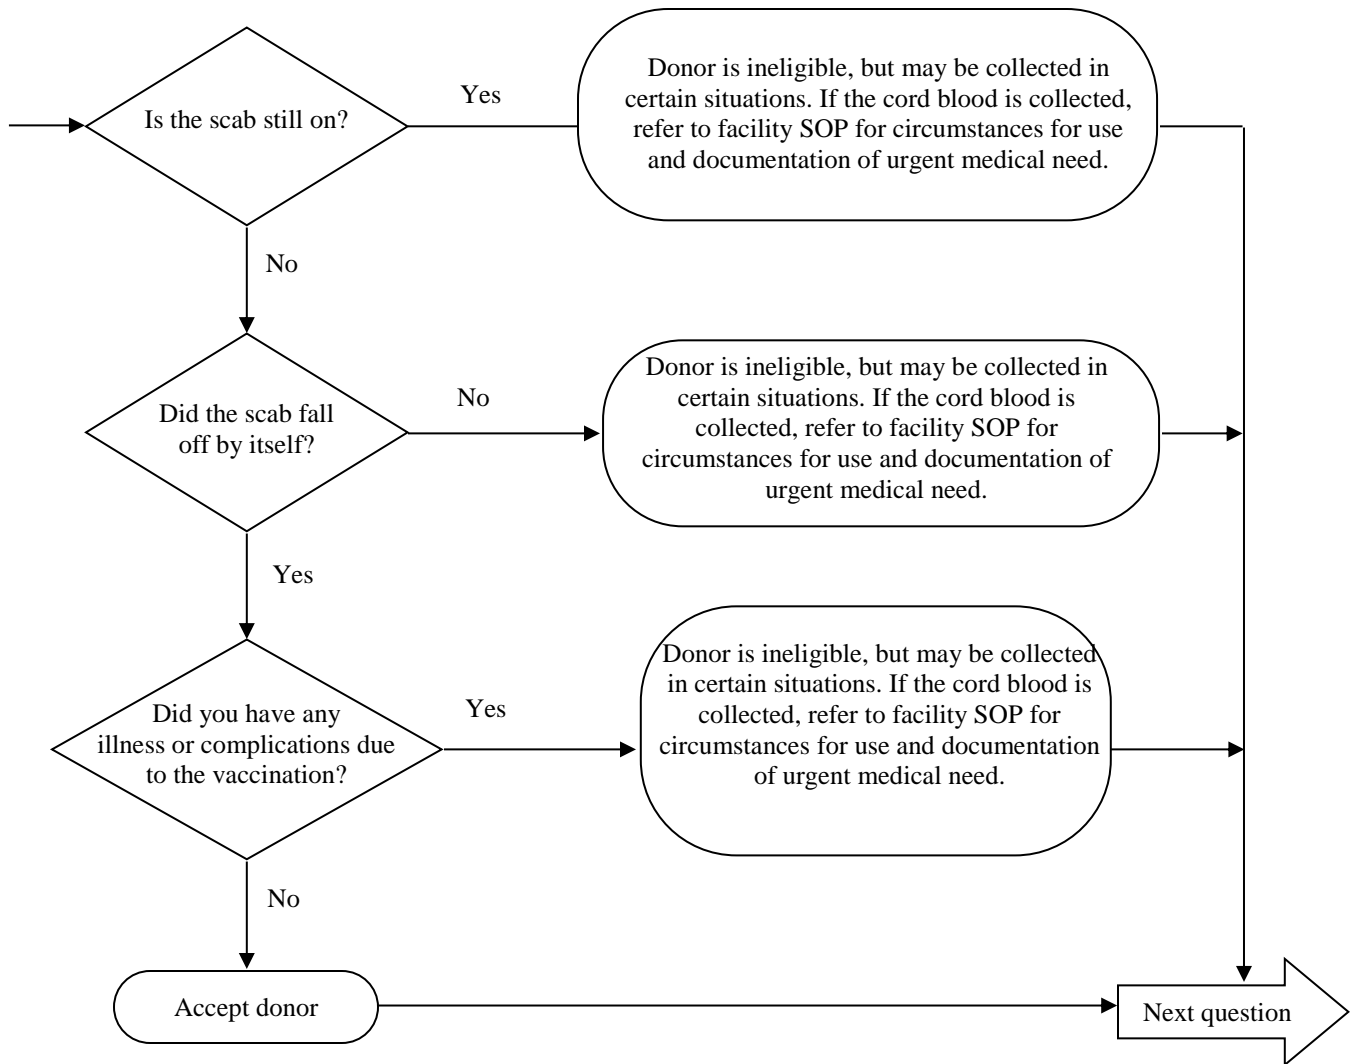 Is the scab still on?
Yes
Donor is ineligible, but may be collected in
certain situations. If the cord blood is collected,
refer to facility SOP for circumstances for use
and documentation of urgent medical need.
No
Did the scab fall
off by itself?
No
Donor is ineligible, but may be collected in
certain situations. If the cord blood is
collected, refer to facility SOP for
circumstances for use and documentation of
urgent medical need.
Yes
Did you have any
illness or complications due
to the vaccination?
Yes
Donor is ineligible, but may be collected
in certain situations. If the cord blood is
collected, refer to facility SOP for
circumstances for use and documentation
of urgent medical need.
No
Accept donor
Next question